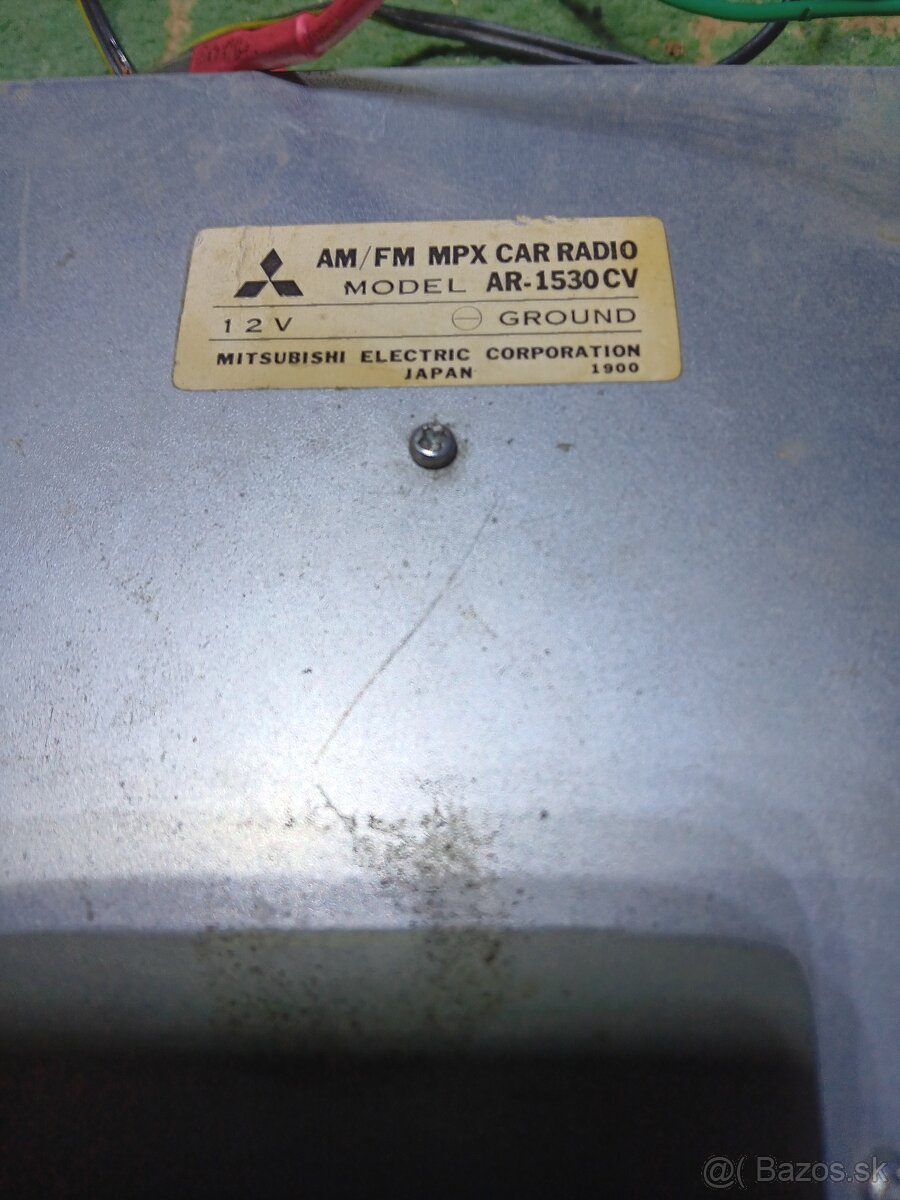 AM/FM MPX CAR RADIO
MODEL AR-1530CV
12V ⊖ GROUND
MITSUBISHI ELECTRIC CORPORATION
JAPAN 1900
@( Bazos.sk